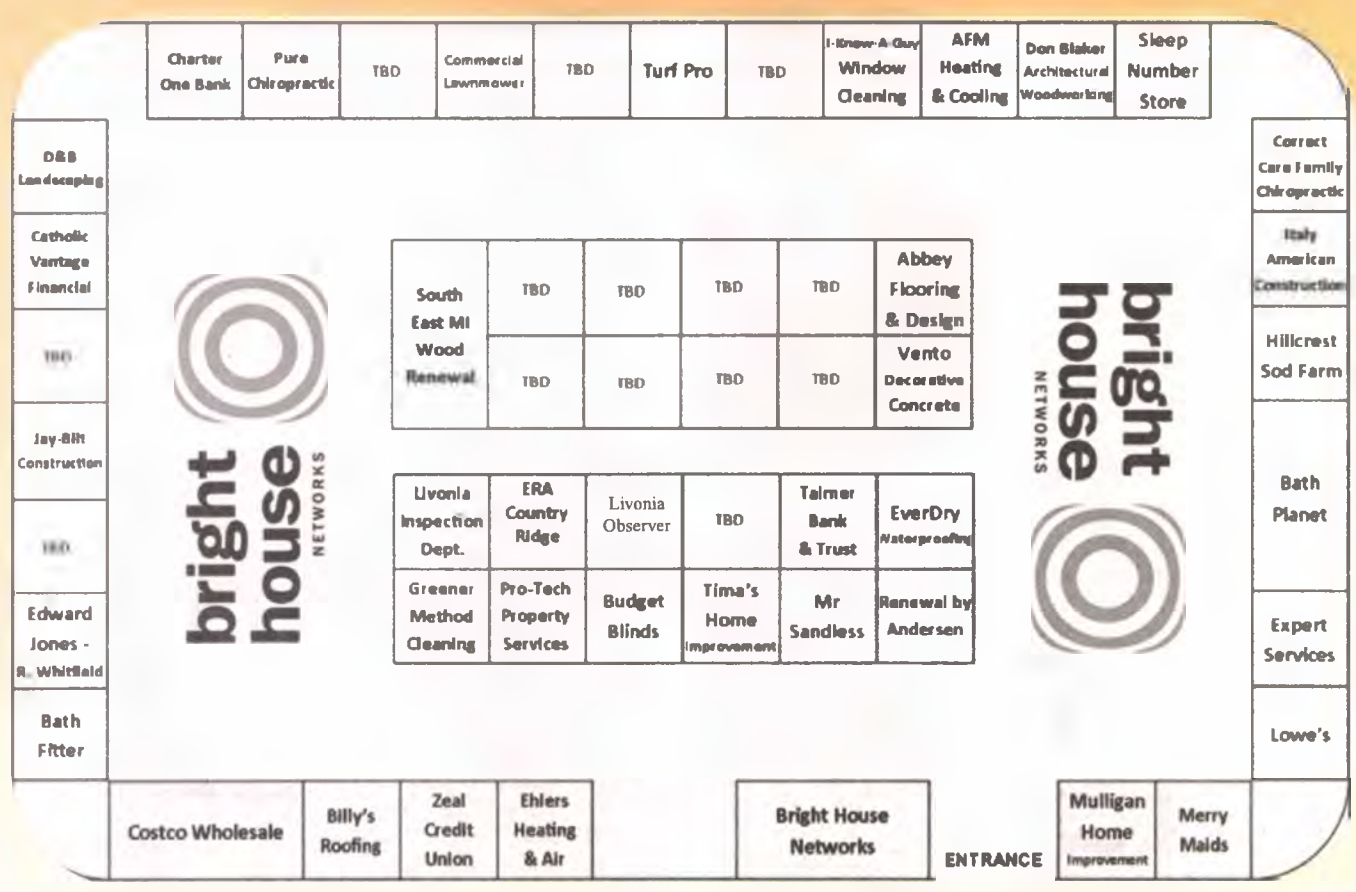 Charter
One Bank
Pure
Chiropractic
TBD
Commercial
Lawnmower
TBD
Turf Pro
TBD
I-Know-A-Guy
Window
Cleaning
AFM
Heating
& Cooling
Don Blaker
Architectural
Woodworking
Sleep
Number
Store
D&B
Landscaping
Catholic
Vantage
Financial
TBD
Jay-Bilt
Construction
TBD
Edward
Jones -
R. Whitfield
Bath
Fitter
bright
house
NETWORKS
South
East MI
Wood
Renewal
TBD
TBD
TBD
TBD
Abbey
Flooring
& Design
TBD
TBD
TBD
TBD
Vento
Decorative
Concrete
Livonia
Inspection
Dept.
ERA
Country
Ridge
Livonia
Observer
TBD
Talmer
Bank
& Trust
EverDry
Waterproofing
Greener
Method
Cleaning
Pro-Tech
Property
Services
Budget
Blinds
Tima's
Home
Improvement
Mr
Sandless
Renewal by
Andersen
bright
house
NETWORKS
Correct
Care Family
Chiropractic
Italy
American
Construction
Hillcrest
Sod Farm
Bath
Planet
Expert
Services
Lowe's
Costco Wholesale
Billy's
Roofing
Zeal
Credit
Union
Ehlers
Heating
& Air
Bright House
Networks
ENTRANCE
Mulligan
Home
Improvement
Merry
Maids